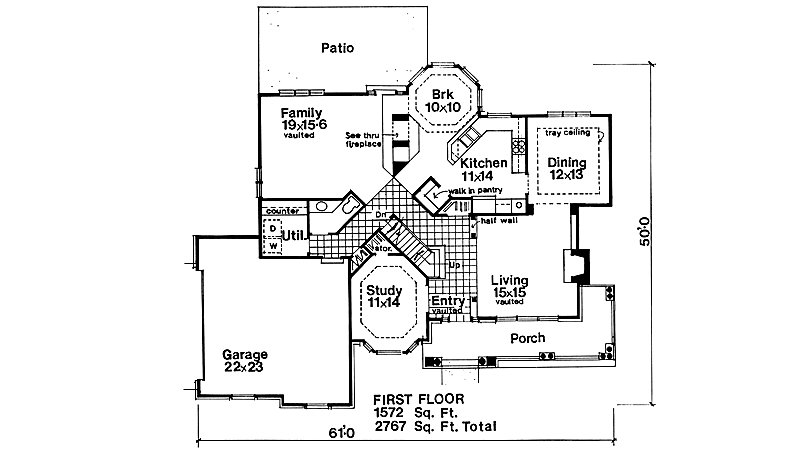 Patio
Brk
10x10
Family
19x15·6
vaulted
See thru
fireplace
tray ceiling
Kitchen
11x14
Dining
12x13
walk in pantry
counter
D
W
Util.
Dn
half wall
stor.
Up
Study
11x14
Living
15x15
vaulted
Entry
vaulted
Porch
Garage
22x23
50'·0
FIRST FLOOR
1572 Sq. Ft.
2767 Sq. Ft. Total
61'·0